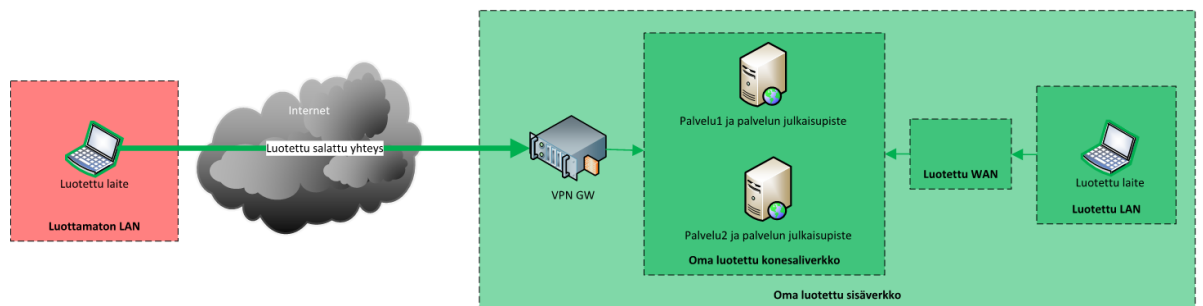 Internet
Luotettu salattu yhteys
Luotettu laite
Luottamaton LAN
VPN GW
Palvelu1 ja palvelun julkaisupiste
Palvelu2 ja palvelun julkaisupiste
Oma luotettu konesaliverkko
Luotettu WAN
Luotettu laite
Luotettu LAN
Oma luotettu sisäverkko